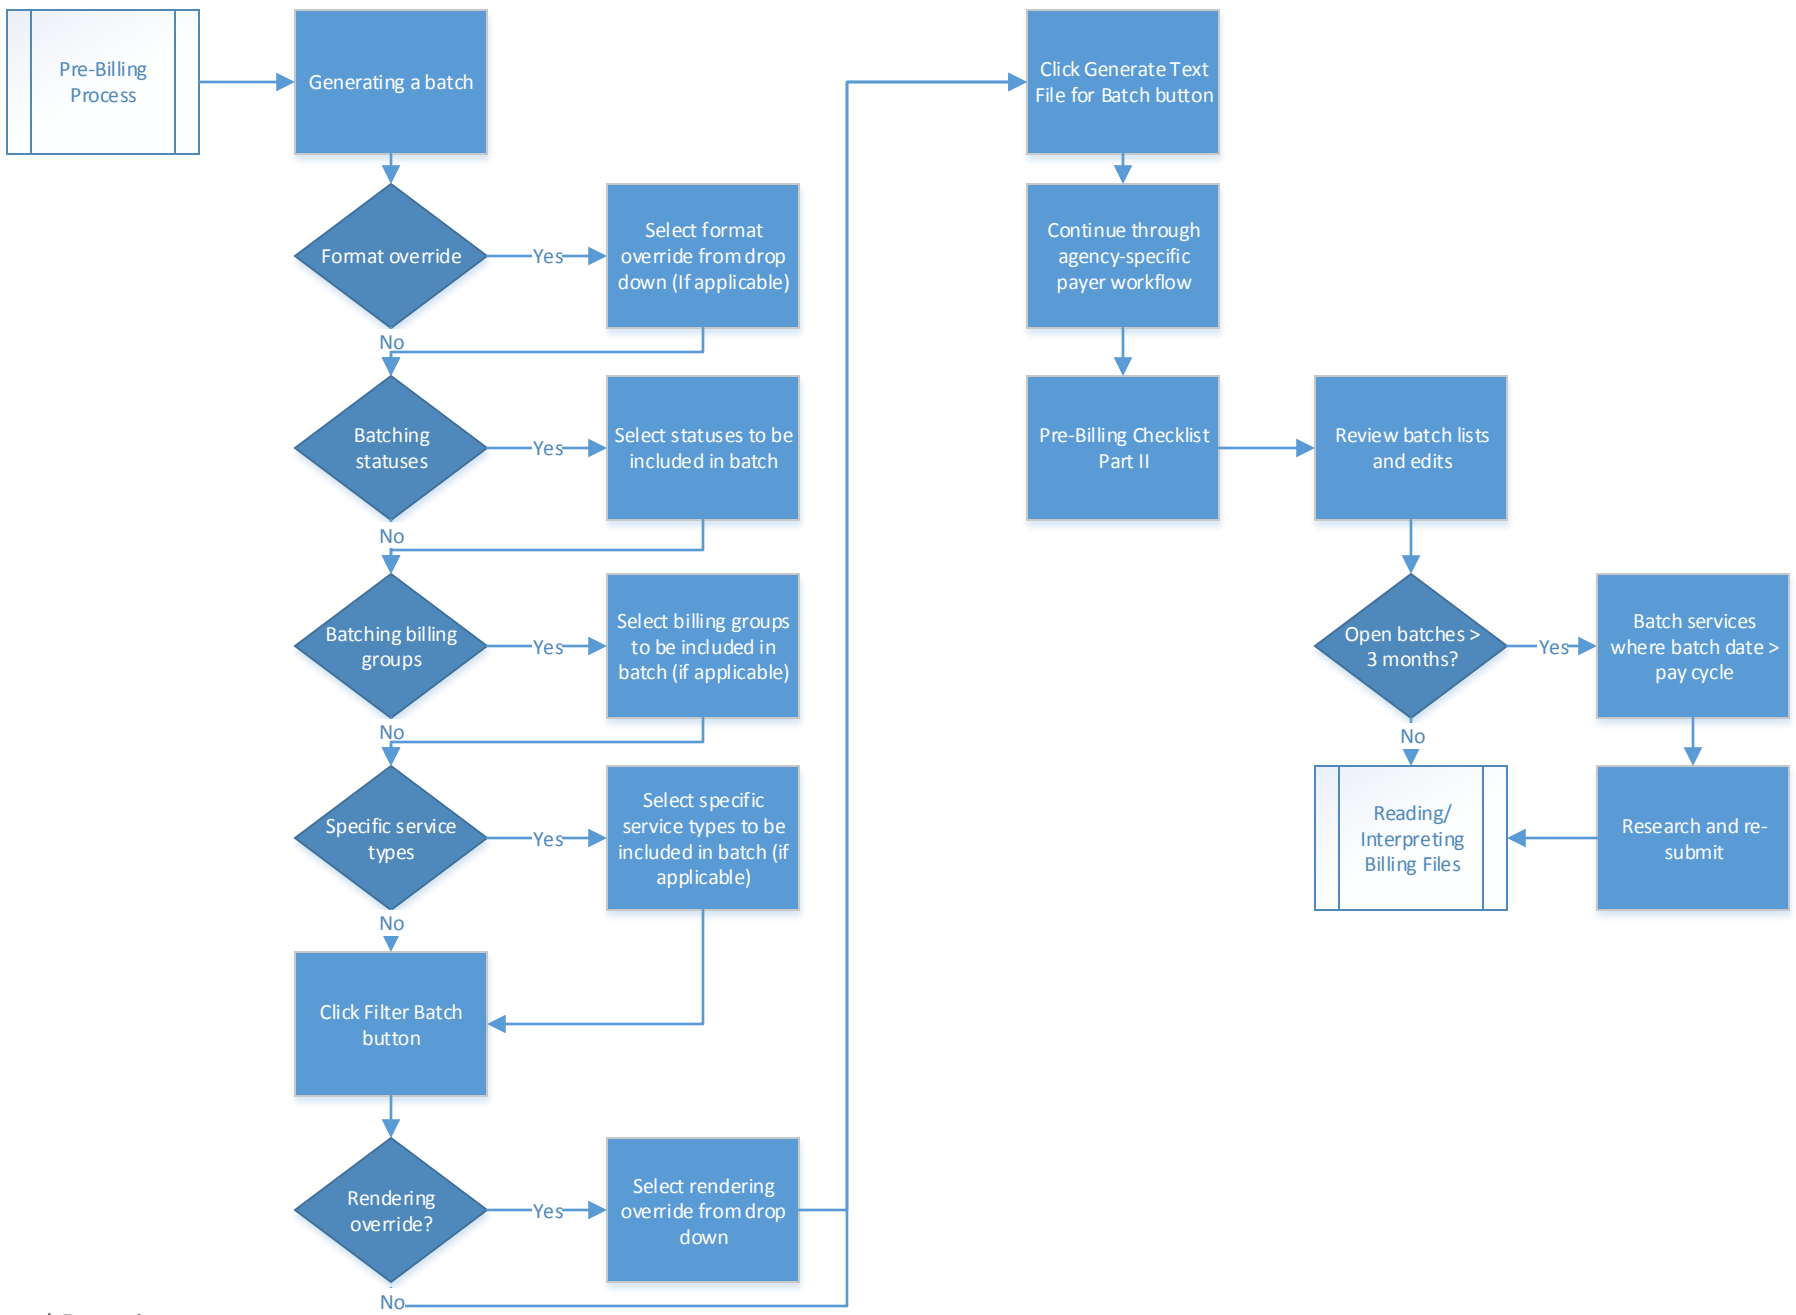 Pre-Billing
Process
Generating a batch
Format override
Yes
Select format
override from drop
down (If applicable)
No
Batching
statuses
Yes
Select statuses to be
included in batch
No
Batching billing
groups
Yes
Select billing groups
to be included in
batch (if applicable)
No
Specific service
types
Yes
Select specific
service types to be
included in batch (if
applicable)
No
Click Filter Batch
button
Rendering
override?
Yes
Select rendering
override from drop
down
No
Click Generate Text
File for Batch button
Continue through
agency-specific
payer workflow
Pre-Billing Checklist
Part II
Review batch lists
and edits
Open batches >
3 months?
Yes
Batch services
where batch date >
pay cycle
No
Reading/
Interpreting
Billing Files
Research and re-
submit